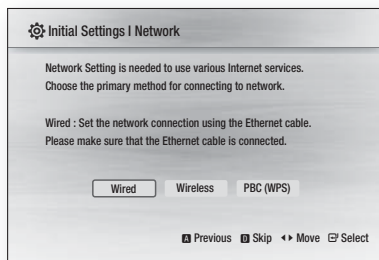 Initial Settings I Network
Network Setting is needed to use various Internet services.
Choose the primary method for connecting to network.
Wired : Set the network connection using the Ethernet cable.
Please make sure that the Ethernet cable is connected.
Wired Wireless PBC (WPS)
A Previous D Skip Move Select